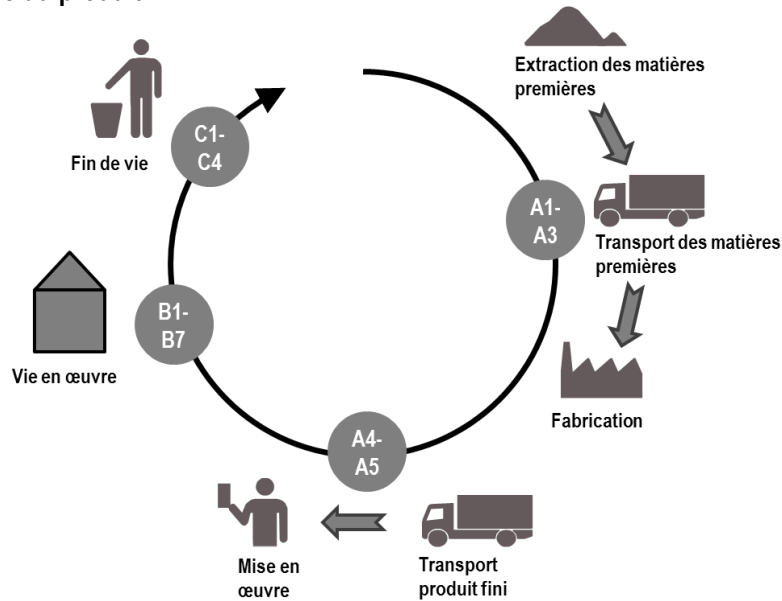 Extraction des matières
premières
A1-
A3
Transport des matières
premières
Fabrication
A4-
A5
Transport
produit fini
Mise en
œuvre
B1-
B7
Vie en œuvre
C1-
C4
Fin de vie